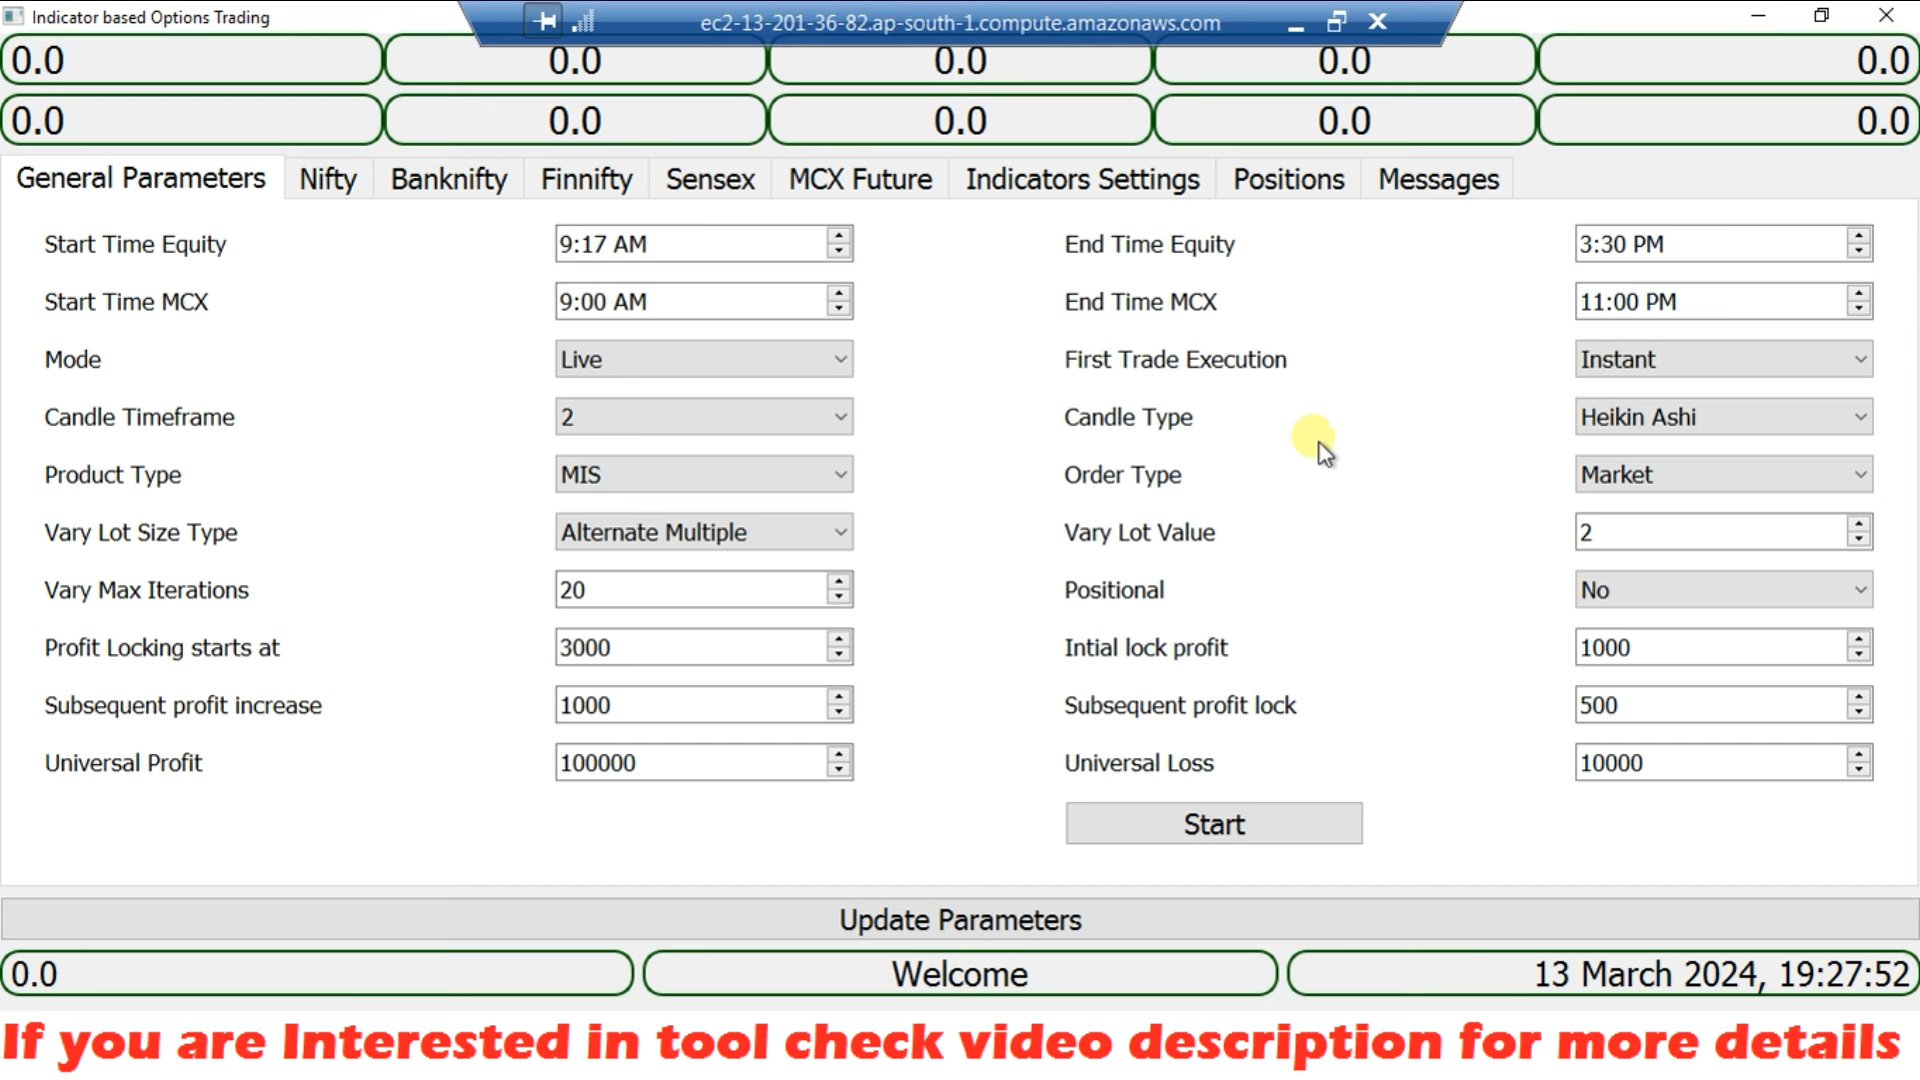 Indicator based Options Trading
ec2-13-201-36-82.ap-south-1.compute.amazonaws.com
0.0 0.0 0.0 0.0 0.0
0.0 0.0 0.0 0.0 0.0
General Parameters Nifty Banknifty Finnifty Sensex MCX Future Indicators Settings Positions Messages
Start Time Equity 9:17 AM End Time Equity 3:30 PM
Start Time MCX 9:00 AM End Time MCX 11:00 PM
Mode Live First Trade Execution Instant
Candle Timeframe 2 Candle Type Heikin Ashi
Product Type MIS Order Type Market
Vary Lot Size Type Alternate Multiple Vary Lot Value 2
Vary Max Iterations 20 Positional No
Profit Locking starts at 3000 Intial lock profit 1000
Subsequent profit increase 1000 Subsequent profit lock 500
Universal Profit 100000 Universal Loss 10000
Start
Update Parameters
0.0 Welcome 13 March 2024, 19:27:52
If you are Interested in tool check video description for more details